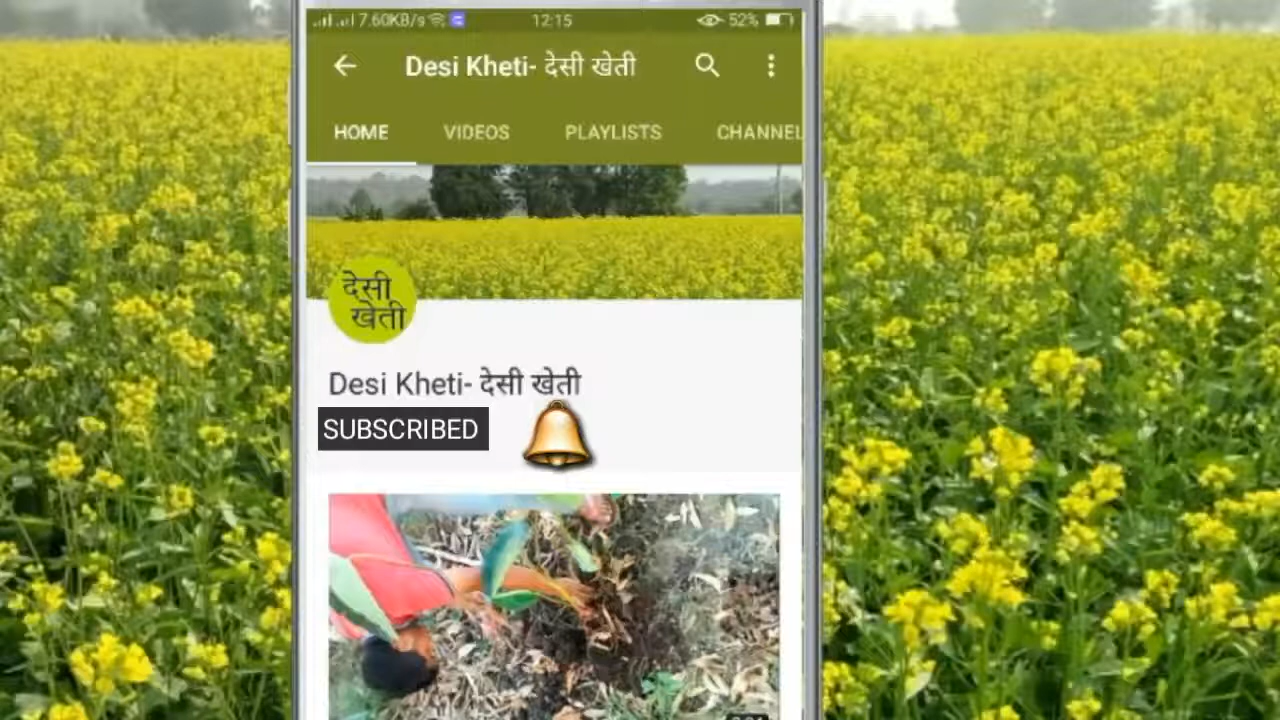 7.60KB/s 12:15 52%
Desi Kheti- देसी खेती
HOME VIDEOS PLAYLISTS CHANNEL
देसी
खेती
Desi Kheti- देसी खेती
SUBSCRIBED